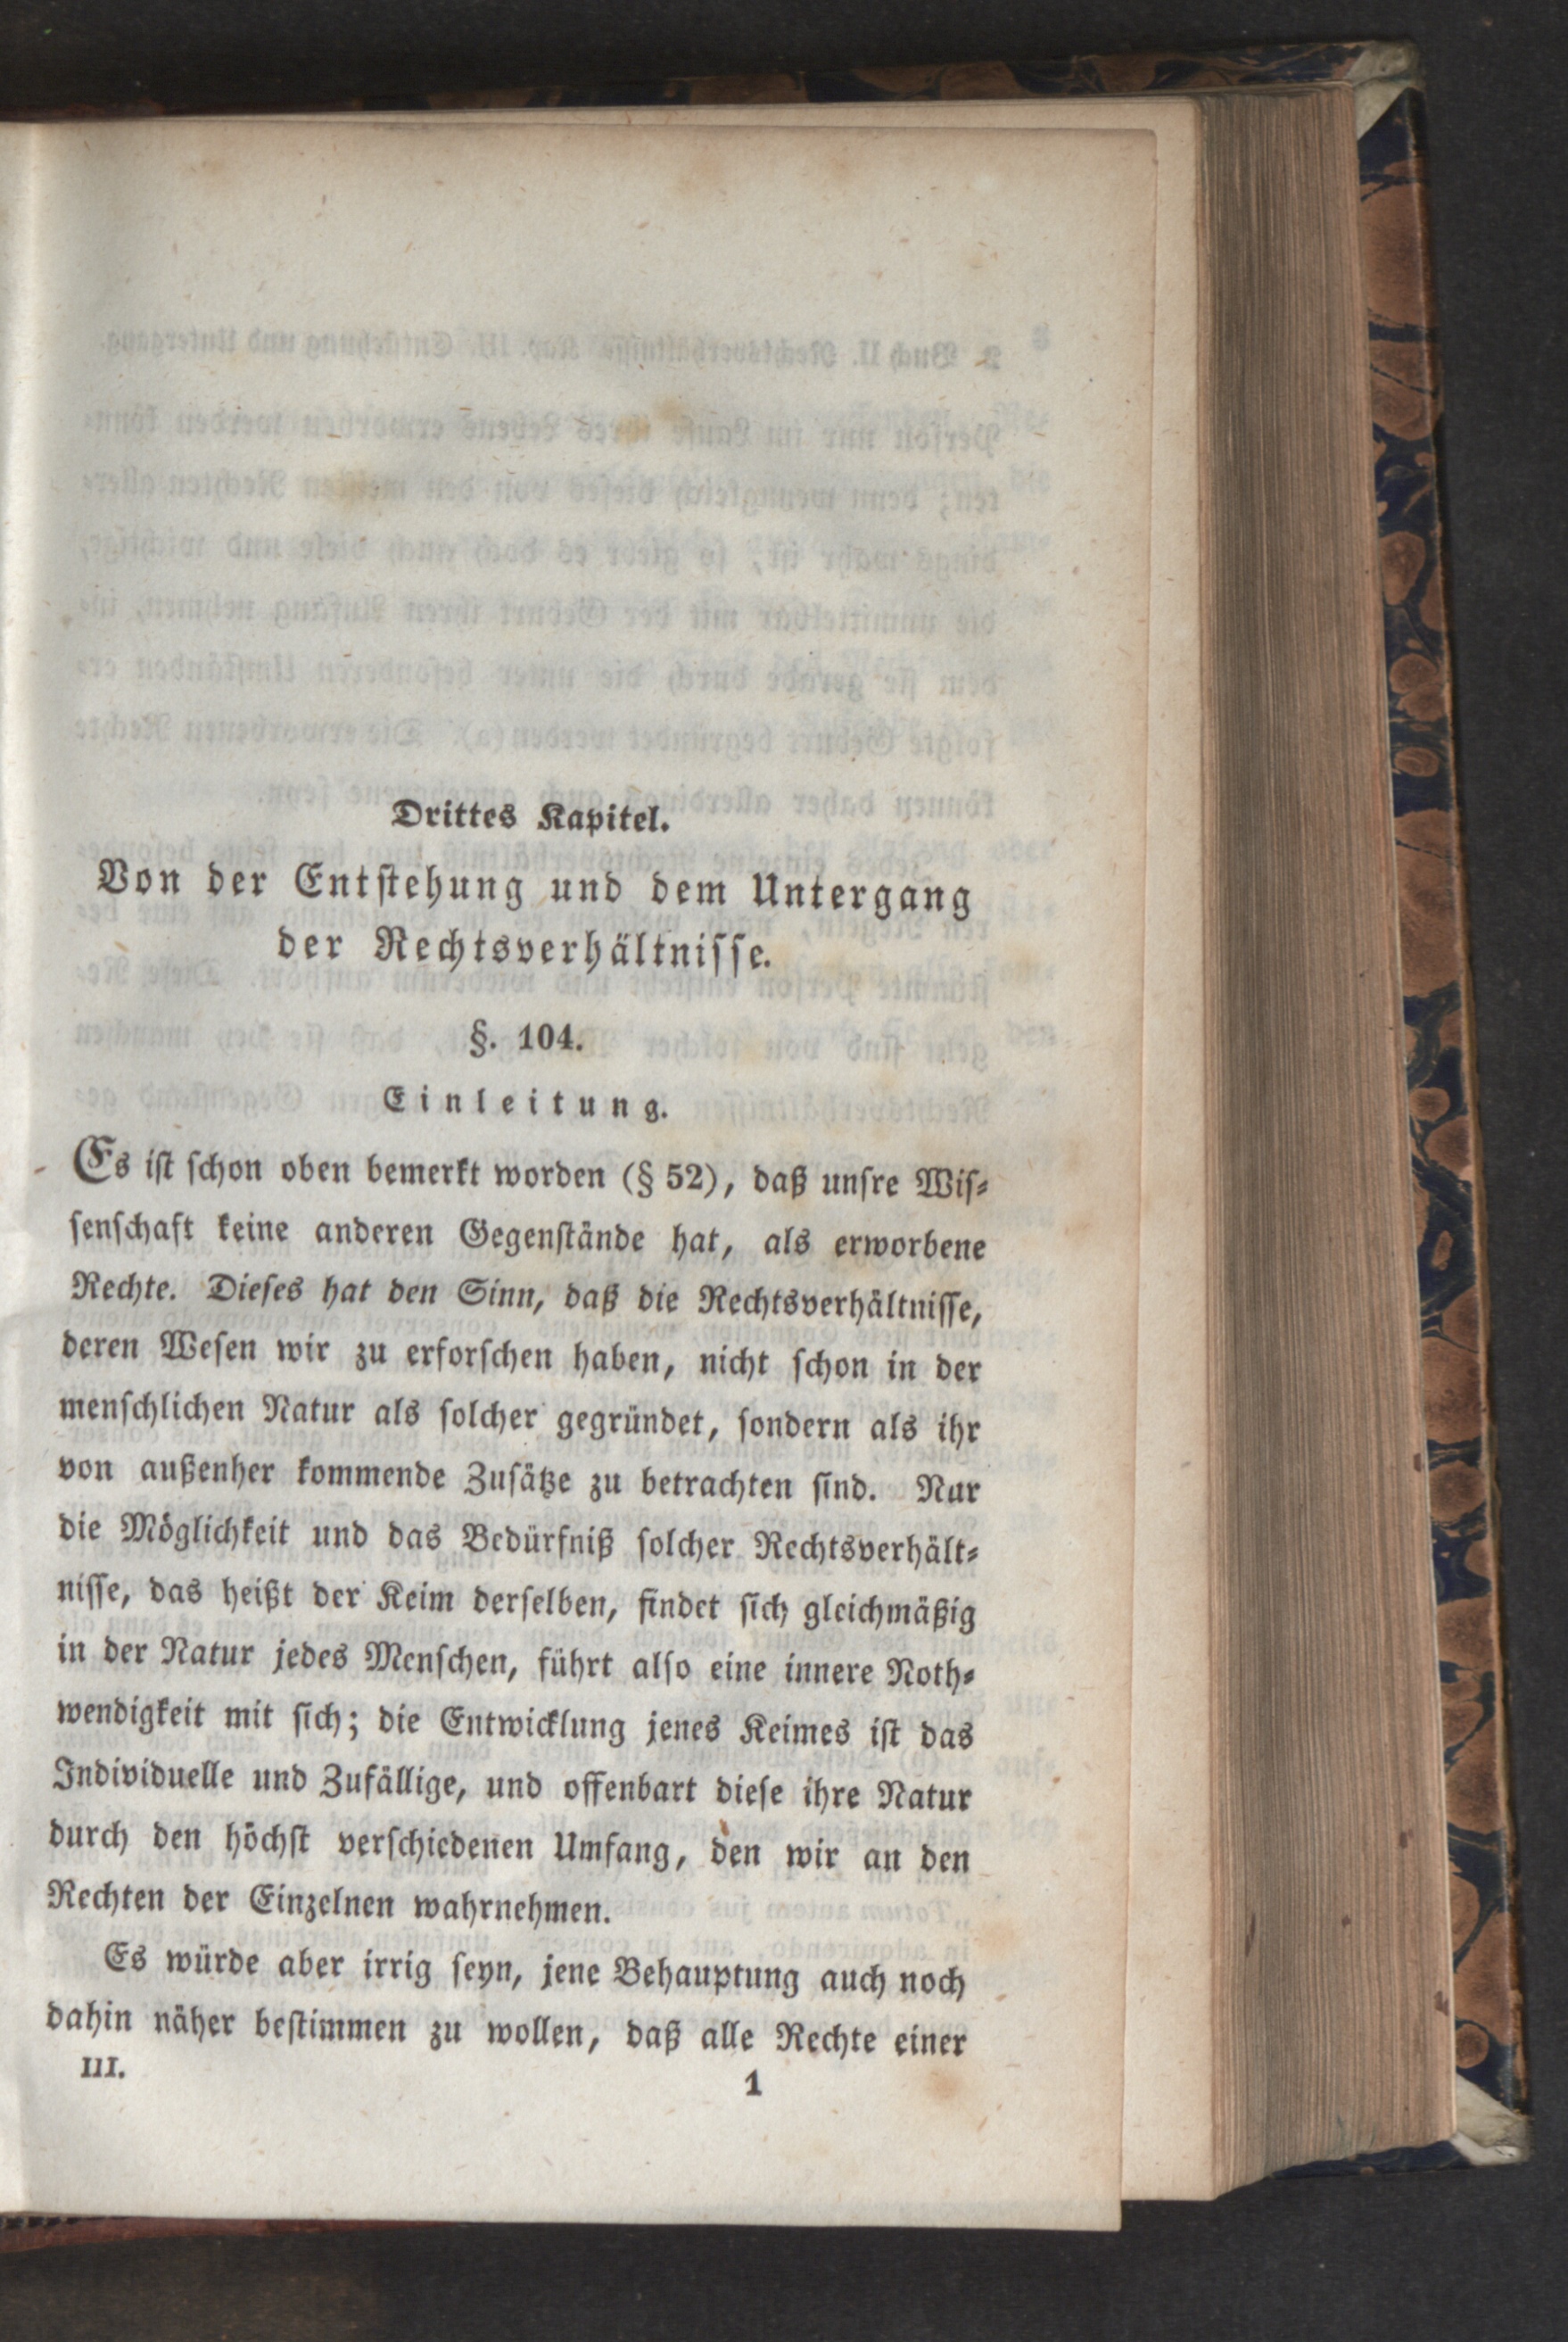 Drittes Kapitel.
Von der Entstehung und dem Untergang
der Rechtsverhältnisse.
§. 104.
Einleitung.
Es ist schon oben bemerkt worden (§ 52), daß unsre Wis-
senschaft keine anderen Gegenstände hat, als erworbene
Rechte. Dieses hat den Sinn, daß die Rechtsverhältnisse,
deren Wesen wir zu erforschen haben, nicht schon in der
menschlichen Natur als solcher gegründet, sondern als ihr
von außenher kommende Zusätze zu betrachten sind. Nur
die Möglichkeit und das Bedürfniß solcher Rechtsverhält-
nisse, das heißt der Keim derselben, findet sich gleichmäßig
in der Natur jedes Menschen, führt also eine innere Noth-
wendigkeit mit sich; die Entwicklung jenes Keimes ist das
Individuelle und Zufällige, und offenbart diese ihre Natur
durch den höchst verschiedenen Umfang, den wir an den
Rechten der Einzelnen wahrnehmen.
Es würde aber irrig seyn, jene Behauptung auch noch
dahin näher bestimmen zu wollen, daß alle Rechte einer
III.
1